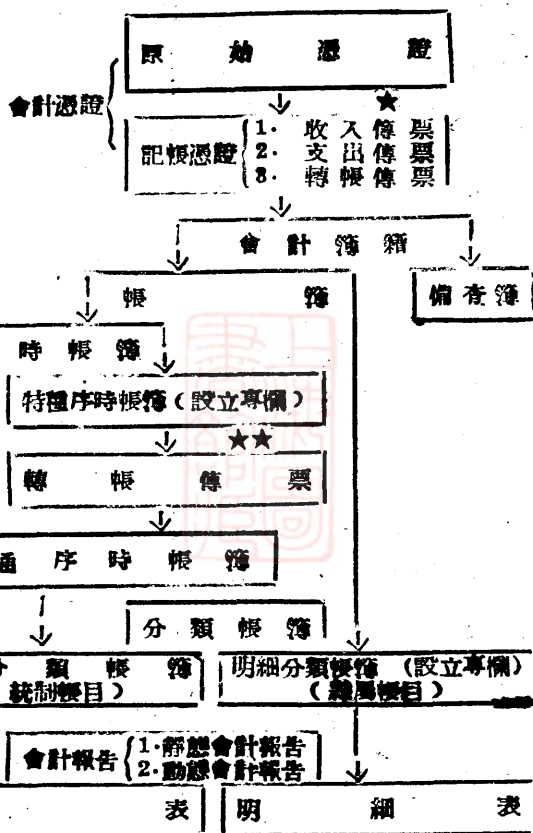 原始憑證
會計憑證
★
記帳憑證
1. 收入傳票
2. 支出傳票
3. 轉帳傳票
會計簿籍
帳簿
備查簿
時帳簿
特種序時帳簿(設立專欄)
★★
轉帳傳票
序時帳簿
分類帳簿
類帳簿
統制帳目)
明細分類帳簿 (設立專欄)
(隸屬帳目)
會計報告
1.靜態會計報告
2.動態會計報告
表
明細表